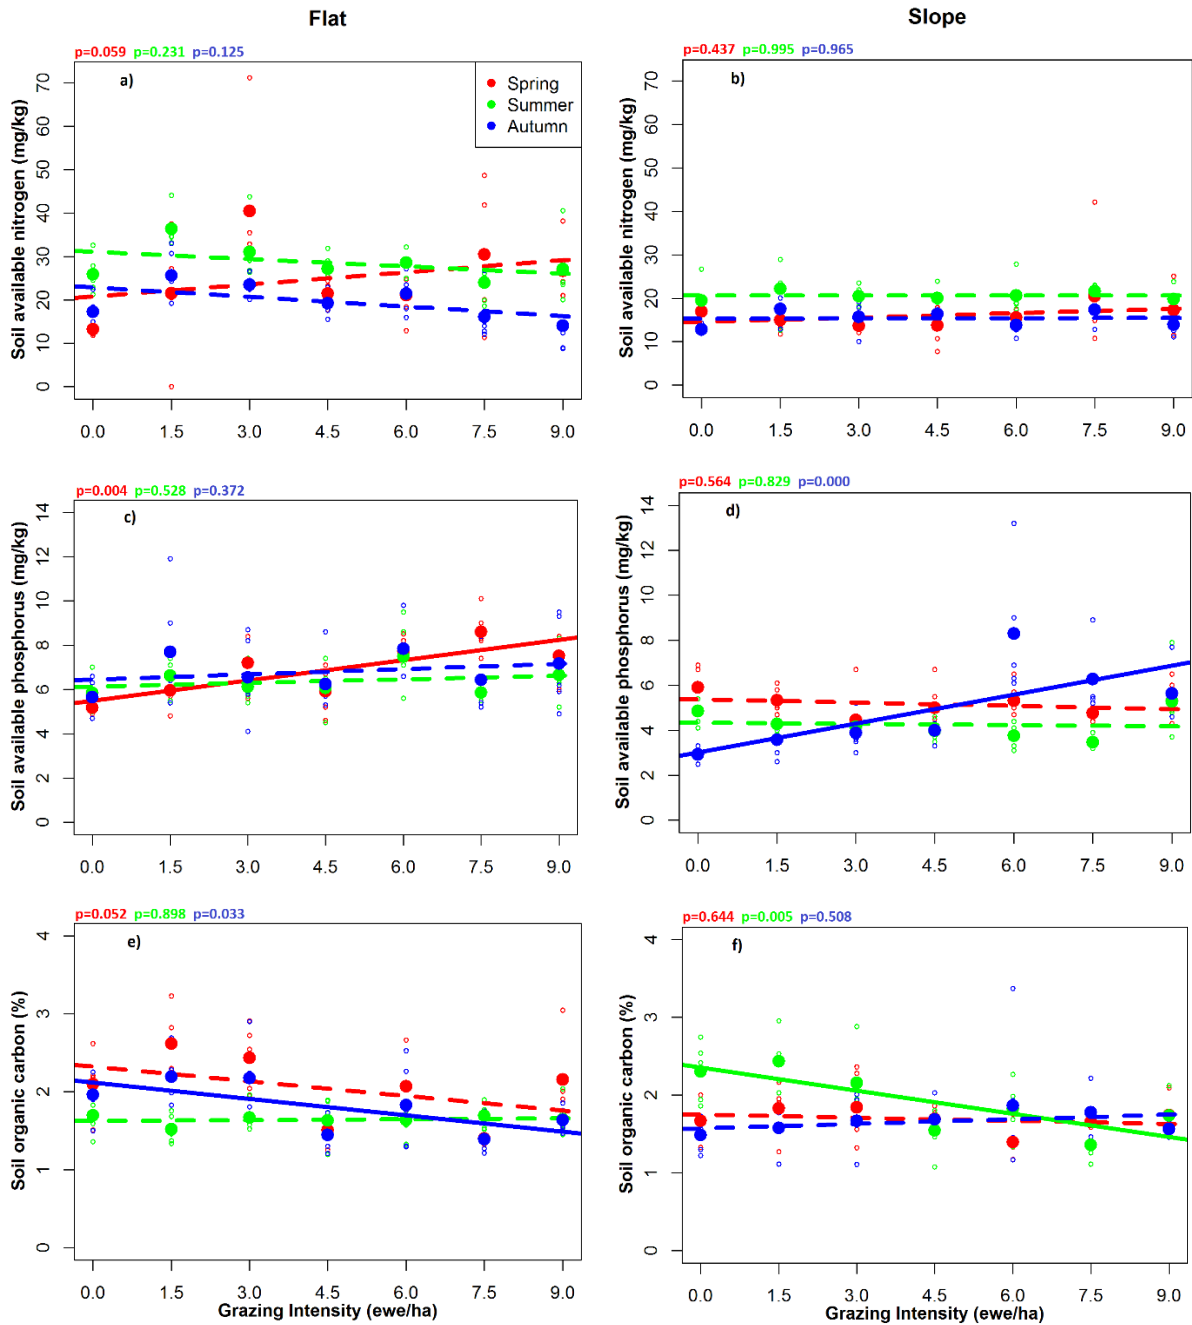 Flat
Slope
p=0.059 p=0.231 p=0.125
a)
Spring
Summer
Autumn
Soil available nitrogen (mg/kg)
70
60
50
40
30
20
10
0
0.0 1.5 3.0 4.5 6.0 7.5 9.0
p=0.437 p=0.995 p=0.965
b)
Soil available nitrogen (mg/kg)
70
60
50
40
30
20
10
0
0.0 1.5 3.0 4.5 6.0 7.5 9.0
p=0.004 p=0.528 p=0.372
c)
Soil available phosphorus (mg/kg)
14
12
10
8
6
4
2
0
0.0 1.5 3.0 4.5 6.0 7.5 9.0
p=0.564 p=0.829 p=0.000
d)
Soil available phosphorus (mg/kg)
14
12
10
8
6
4
2
0
0.0 1.5 3.0 4.5 6.0 7.5 9.0
p=0.052 p=0.898 p=0.033
e)
Soil organic carbon (%)
4
3
2
1
0
0.0 1.5 3.0 4.5 6.0 7.5 9.0
Grazing Intensity (ewe/ha)
p=0.644 p=0.005 p=0.508
f)
Soil organic carbon (%)
4
3
2
1
0
0.0 1.5 3.0 4.5 6.0 7.5 9.0
Grazing Intensity (ewe/ha)